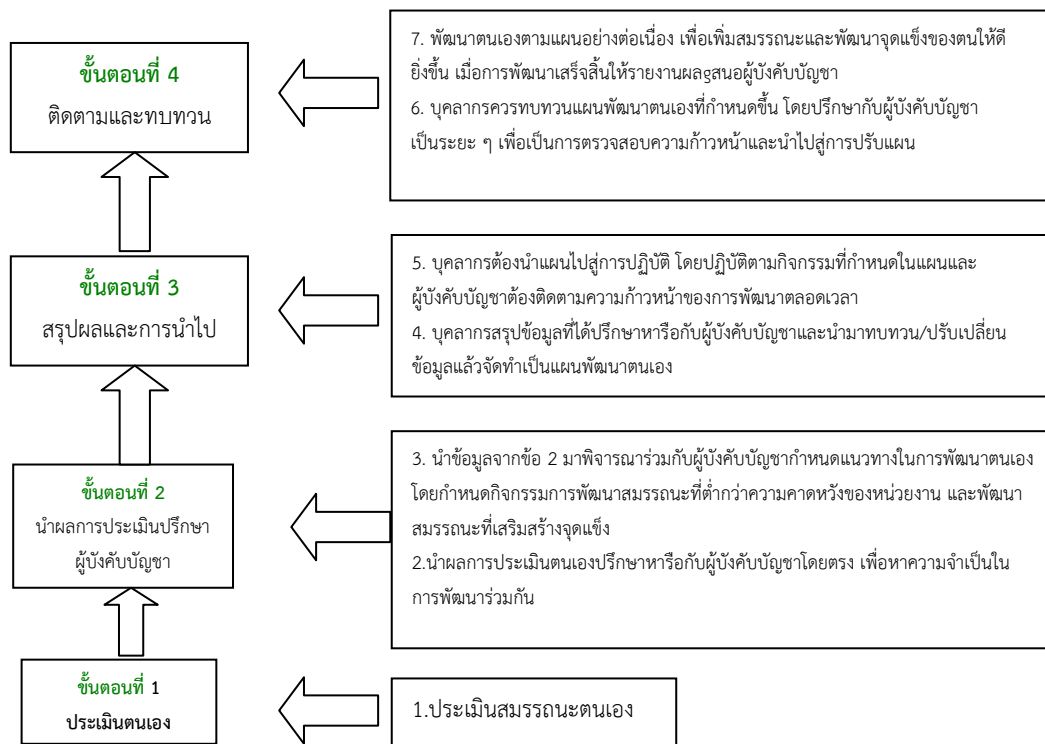 ขั้นตอนที่ 4
ติดตามและทบทวน
7. พัฒนาตนเองตามแผนอย่างต่อเนื่อง เพื่อเพิ่มสมรรถนะและพัฒนาจุดแข็งของตนให้ดี
ยิ่งขึ้น เมื่อการพัฒนาเสร็จสิ้นให้รายงานผลgสนอผู้บังคับบัญชา
6. บุคลากรควรทบทวนแผนพัฒนาตนเองที่กำหนดขึ้น โดยปรึกษากับผู้บังคับบัญชา
เป็นระยะ ๆ เพื่อเป็นการตรวจสอบความก้าวหน้าและนำไปสู่การปรับแผน
ขั้นตอนที่ 3
สรุปผลและการนำไป
5. บุคลากรต้องนำแผนไปสู่การปฏิบัติ โดยปฏิบัติตามกิจกรรมที่กำหนดในแผนและ
ผู้บังคับบัญชาต้องติดตามความก้าวหน้าของการพัฒนาตลอดเวลา
4. บุคลากรสรุปข้อมูลที่ได้ปรึกษาหารือกับผู้บังคับบัญชาและนำมาทบทวน/ปรับเปลี่ยน
ข้อมูลแล้วจัดทำเป็นแผนพัฒนาตนเอง
ขั้นตอนที่ 2
นำผลการประเมินปรึกษา
ผู้บังคับบัญชา
3. นำข้อมูลจากข้อ 2 มาพิจารณาร่วมกับผู้บังคับบัญชากำหนดแนวทางในการพัฒนาตนเอง
โดยกำหนดกิจกรรมการพัฒนาสมรรถนะที่ต่ำกว่าความคาดหวังของหน่วยงาน และพัฒนา
สมรรถนะที่เสริมสร้างจุดแข็ง
2.นำผลการประเมินตนเองปรึกษาหารือกับผู้บังคับบัญชาโดยตรง เพื่อหาความจำเป็นใน
การพัฒนาร่วมกัน
ขั้นตอนที่ 1
ประเมินตนเอง
1.ประเมินสมรรถนะตนเอง